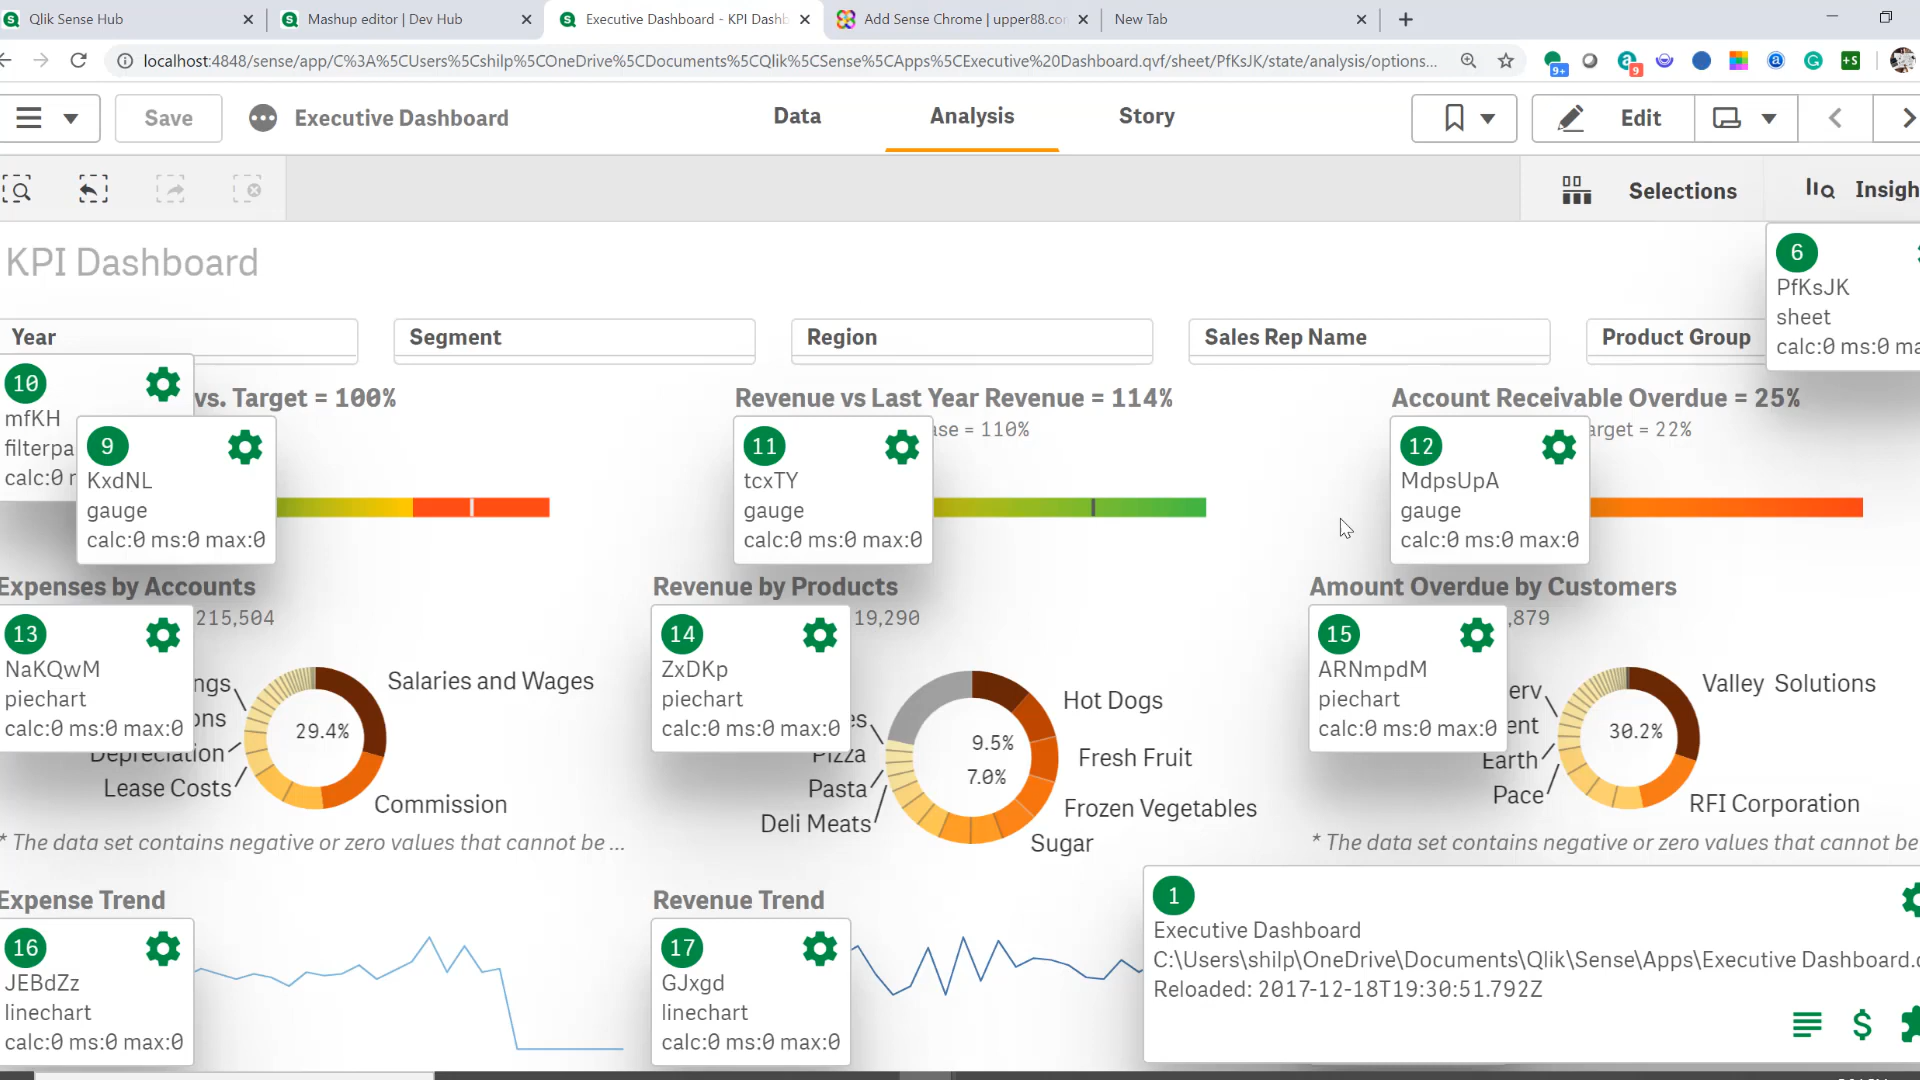 Qlik Sense Hub
Mashup editor | Dev Hub
Executive Dashboard - KPI Dashb
Add Sense Chrome | upper88.co
New Tab
localhost:4848/sense/app/C%3A%5CUsers%5Cshilp%5COneDrive%5CDocuments%5CQlik%5CSense%5CApps%5CExecutive%20Dashboard.qvf/sheet/PfKsJK/state/analysis/options...
9+
9
+S
Save
Executive Dashboard
Data
Analysis
Story
Edit
Selections
Insigh
KPI Dashboard
6
PfKsJK
sheet
calc:0 ms:0 ma
Year
Segment
Region
Sales Rep Name
Product Group
10
mfKH
filterpa
calc:0
vs. Target = 100%
9
KxdNL
gauge
calc:0 ms:0 max:0
Revenue vs Last Year Revenue = 114%
ase = 110%
11
tcxTY
gauge
calc:0 ms:0 max:0
Account Receivable Overdue = 25%
arget = 22%
12
MdpsUpA
gauge
calc:0 ms:0 max:0
Expenses by Accounts
215,504
13
NaKQwM
piechart
calc:0 ms:0 max:0
ngs
ons
Depreciation
Lease Costs
29.4%
Salaries and Wages
Commission
* The data set contains negative or zero values that cannot be ...
Revenue by Products
19,290
14
ZxDKp
piechart
calc:0 ms:0 max:0
es
Pizza
Pasta
Deli Meats
9.5%
7.0%
Hot Dogs
Fresh Fruit
Frozen Vegetables
Sugar
Amount Overdue by Customers
,879
15
ARNmpdM
piechart
calc:0 ms:0 max:0
erv
ent
Earth
Pace
30.2%
Valley Solutions
RFI Corporation
* The data set contains negative or zero values that cannot be
Expense Trend
16
JEBdZz
linechart
calc:0 ms:0 max:0
Revenue Trend
17
GJxgd
linechart
calc:0 ms:0 max:0
1
Executive Dashboard
C:\Users\shilp\OneDrive\Documents\Qlik\Sense\Apps\Executive Dashboard.
Reloaded: 2017-12-18T19:30:51.792Z